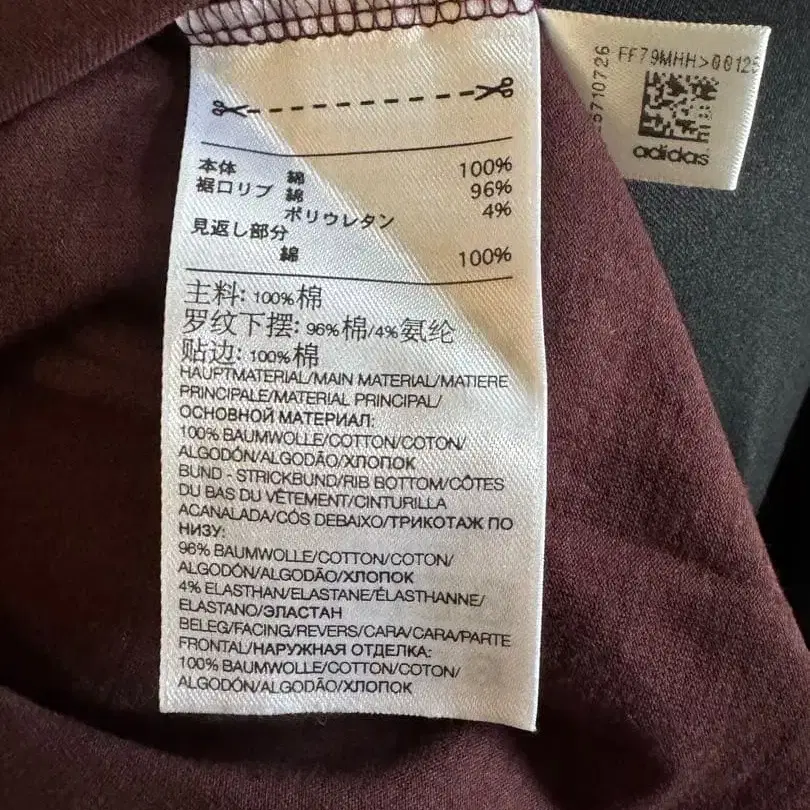 本体 綿 100%
裾口リブ 綿 96%
ポリウレタン 4%
見返し部分
綿 100%
主料: 100%棉
罗纹下摆: 96%棉/4%氨纶
贴边: 100%棉
HAUPTMATERIAL/MAIN MATERIAL/MATIERE
PRINCIPALE/MATERIAL PRINCIPAL/
ОСНОВНОЙ МАТЕРИАЛ:
100% BAUMWOLLE/COTTON/COTON/
ALGODÓN/ALGODÃO/ХЛОПОК
BUND - STRICKBUND/RIB BOTTOM/CÔTES
DU BAS DU VÊTEMENT/CINTURILLA
ACANALADA/CÓS DEBAIXO/ТРИКОТАЖ ПО
НИЗУ:
96% BAUMWOLLE/COTTON/COTON/
ALGODÓN/ALGODÃO/ХЛОПОК
4% ELASTHAN/ELASTANE/ÉLASTHANNE/
ELASTANO/ЭЛАСТАН
BELEG/FACING/REVERS/CARA/CARA/PARTE
FRONTAL/НАРУЖНАЯ ОТДЕЛКА:
100% BAUMWOLLE/COTTON/COTON/
ALGODÓN/ALGODÃO/ХЛОПОК
FF79MHH>00125
5710726
adidas